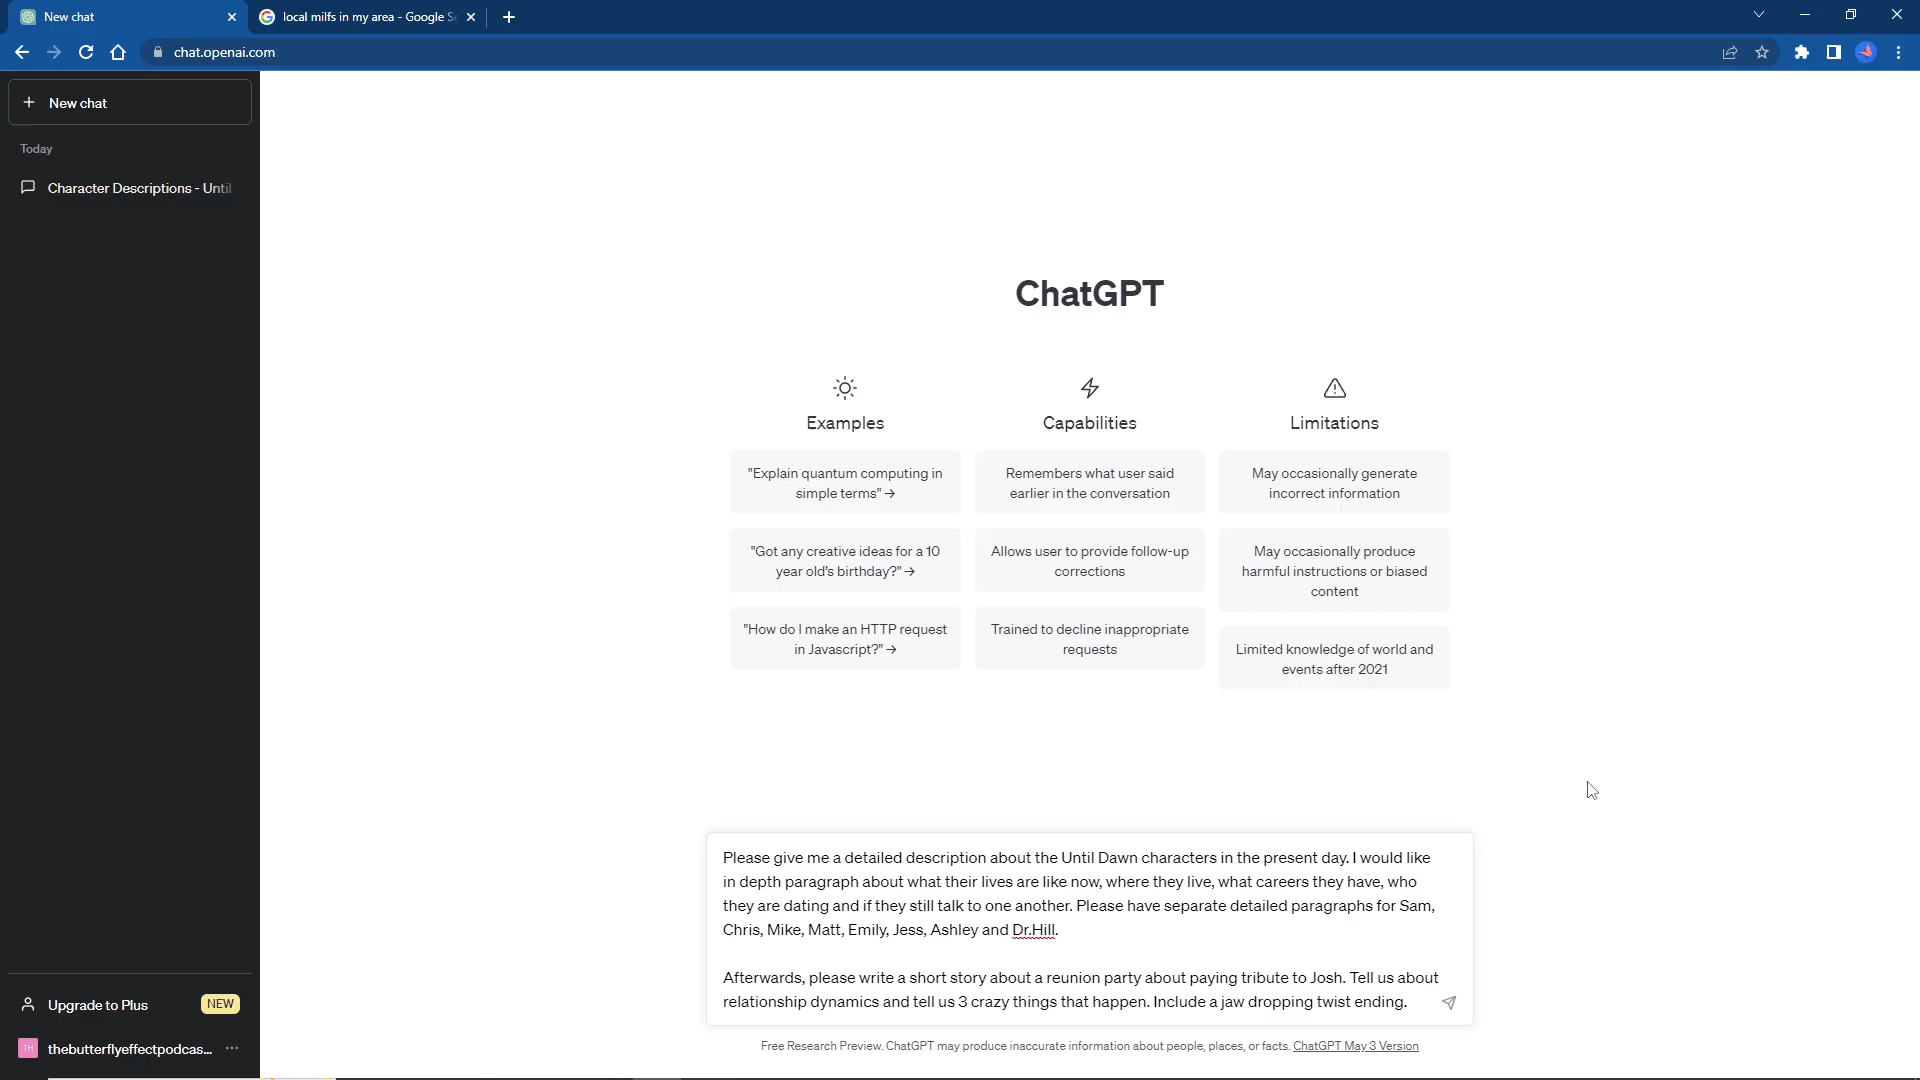 New chat
local milfs in my area - Google Se
chat.openai.com
New chat
Today
Character Descriptions - Until
ChatGPT
Examples
Capabilities
Limitations
"Explain quantum computing in
simple terms" →
Remembers what user said
earlier in the conversation
May occasionally generate
incorrect information
"Got any creative ideas for a 10
year old's birthday?" →
Allows user to provide follow-up
corrections
May occasionally produce
harmful instructions or biased
content
"How do I make an HTTP request
in Javascript?" →
Trained to decline inappropriate
requests
Limited knowledge of world and
events after 2021
Please give me a detailed description about the Until Dawn characters in the present day. I would like
in depth paragraph about what their lives are like now, where they live, what careers they have, who
they are dating and if they still talk to one another. Please have separate detailed paragraphs for Sam,
Chris, Mike, Matt, Emily, Jess, Ashley and Dr.Hill.
Afterwards, please write a short story about a reunion party about paying tribute to Josh. Tell us about
relationship dynamics and tell us 3 crazy things that happen. Include a jaw dropping twist ending.
Upgrade to Plus
NEW
TH
thebutterflyeffectpodcas...
Free Research Preview. ChatGPT may produce inaccurate information about people, places, or facts. ChatGPT May 3 Version